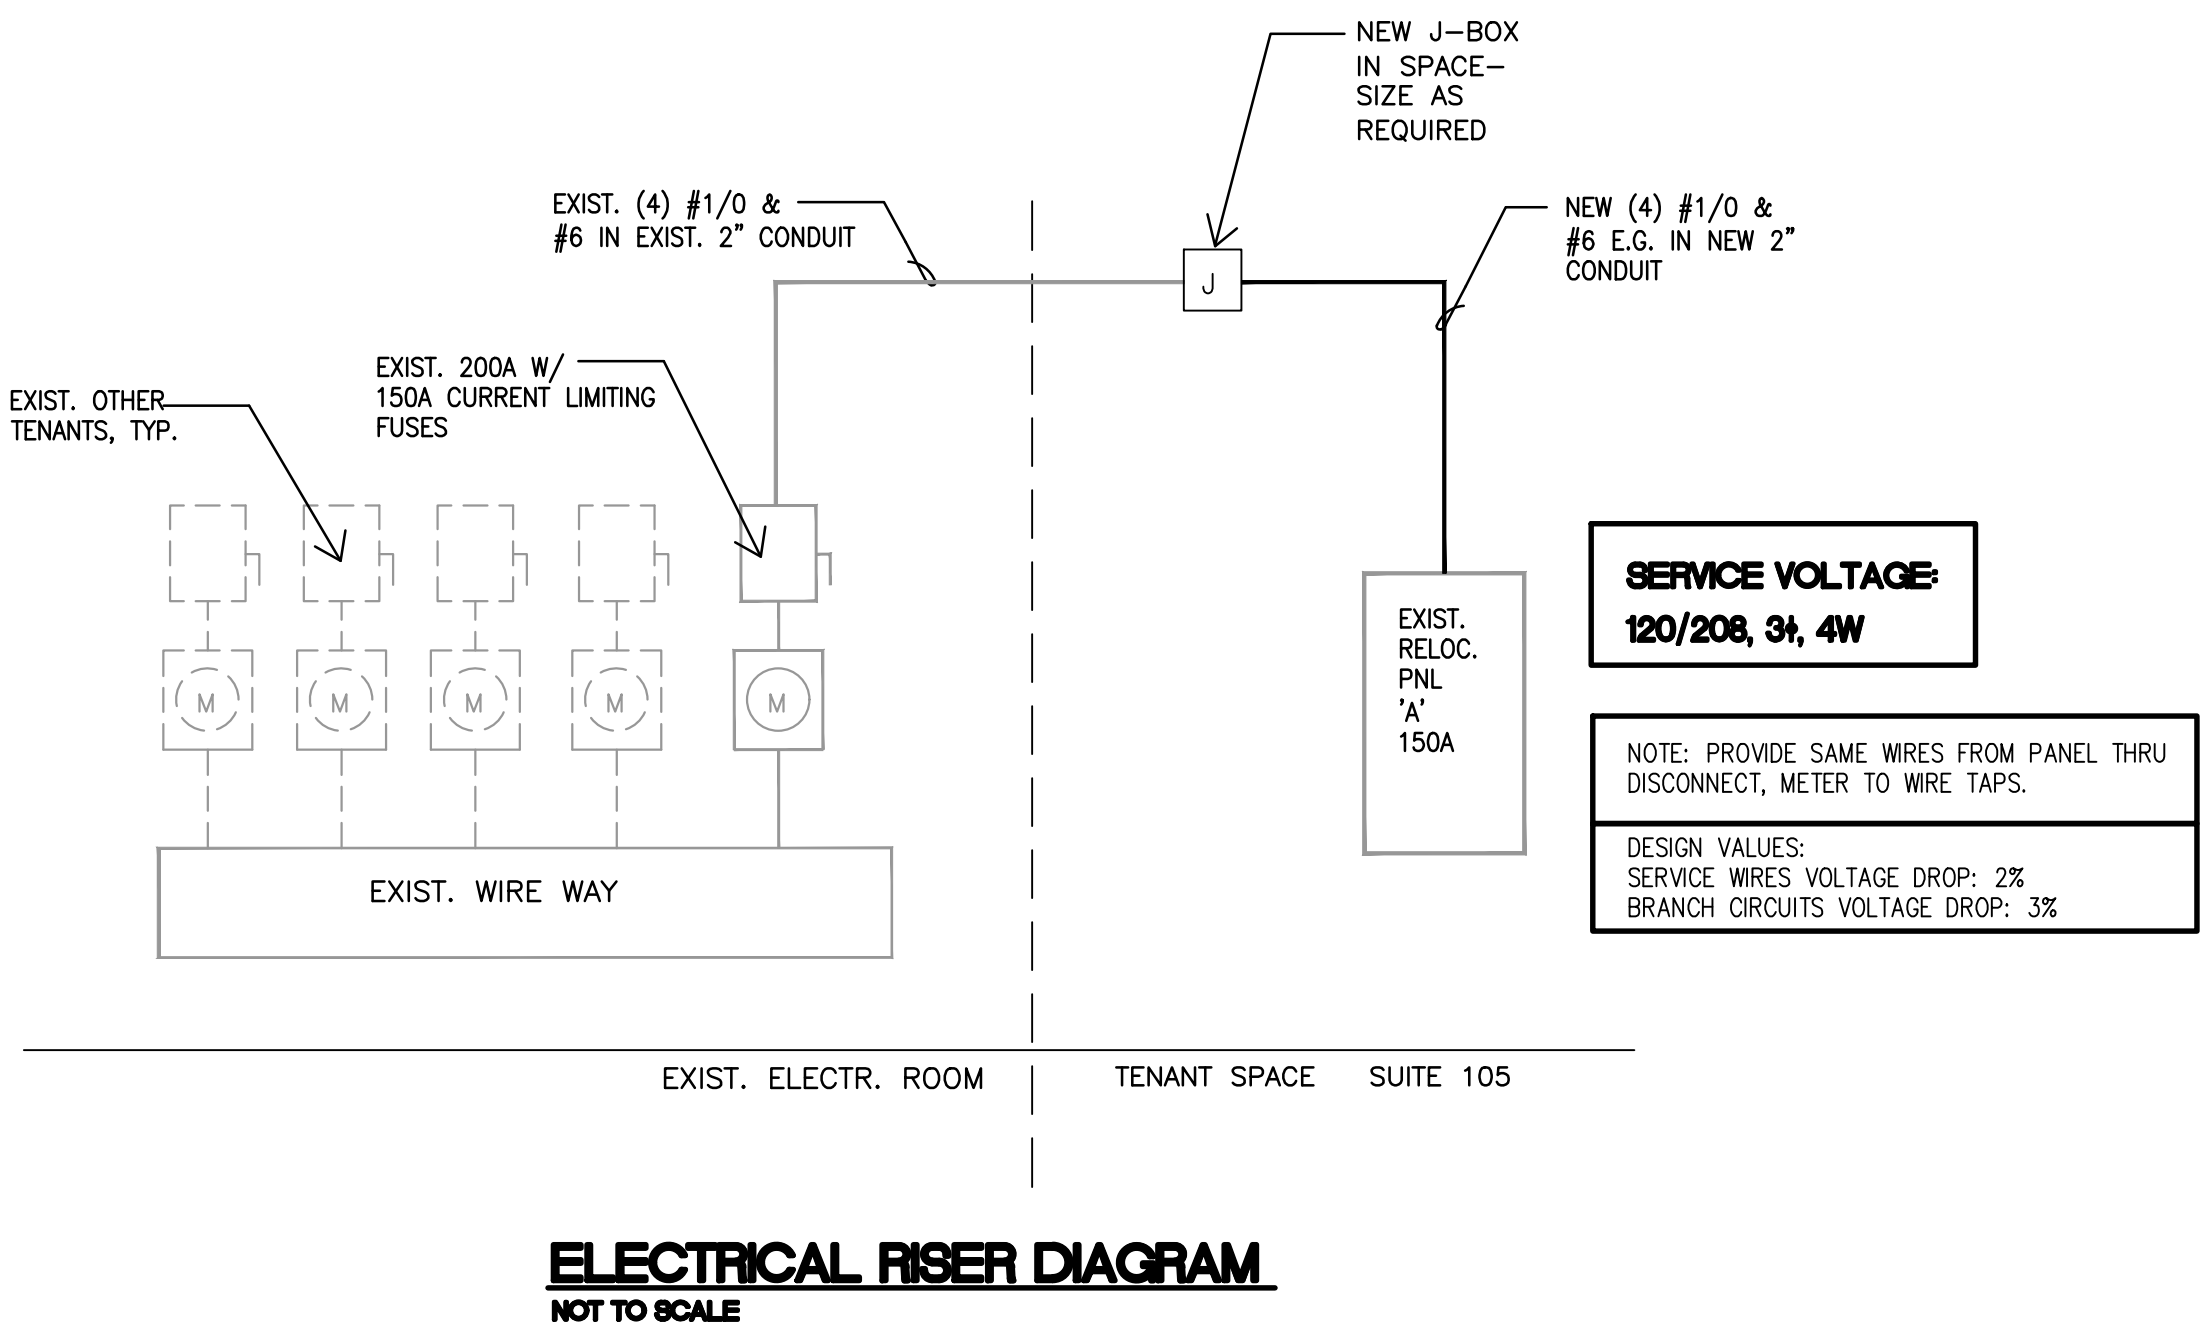 NEW J-BOX
IN SPACE-
SIZE AS
REQUIRED
EXIST. (4) #1/0 &
#6 IN EXIST. 2" CONDUIT
NEW (4) #1/0 &
#6 E.G. IN NEW 2"
CONDUIT
J
EXIST. 200A W/
150A CURRENT LIMITING
FUSES
EXIST. OTHER
TENANTS, TYP.
SERVICE VOLTAGE:
120/208, 3ϕ, 4W
EXIST.
RELOC.
PNL
'A'
150A
M M M M M
NOTE: PROVIDE SAME WIRES FROM PANEL THRU
DISCONNECT, METER TO WIRE TAPS.
DESIGN VALUES:
SERVICE WIRES VOLTAGE DROP: 2%
BRANCH CIRCUITS VOLTAGE DROP: 3%
EXIST. WIRE WAY
EXIST. ELECTR. ROOM
TENANT SPACE SUITE 105
ELECTRICAL RISER DIAGRAM
NOT TO SCALE